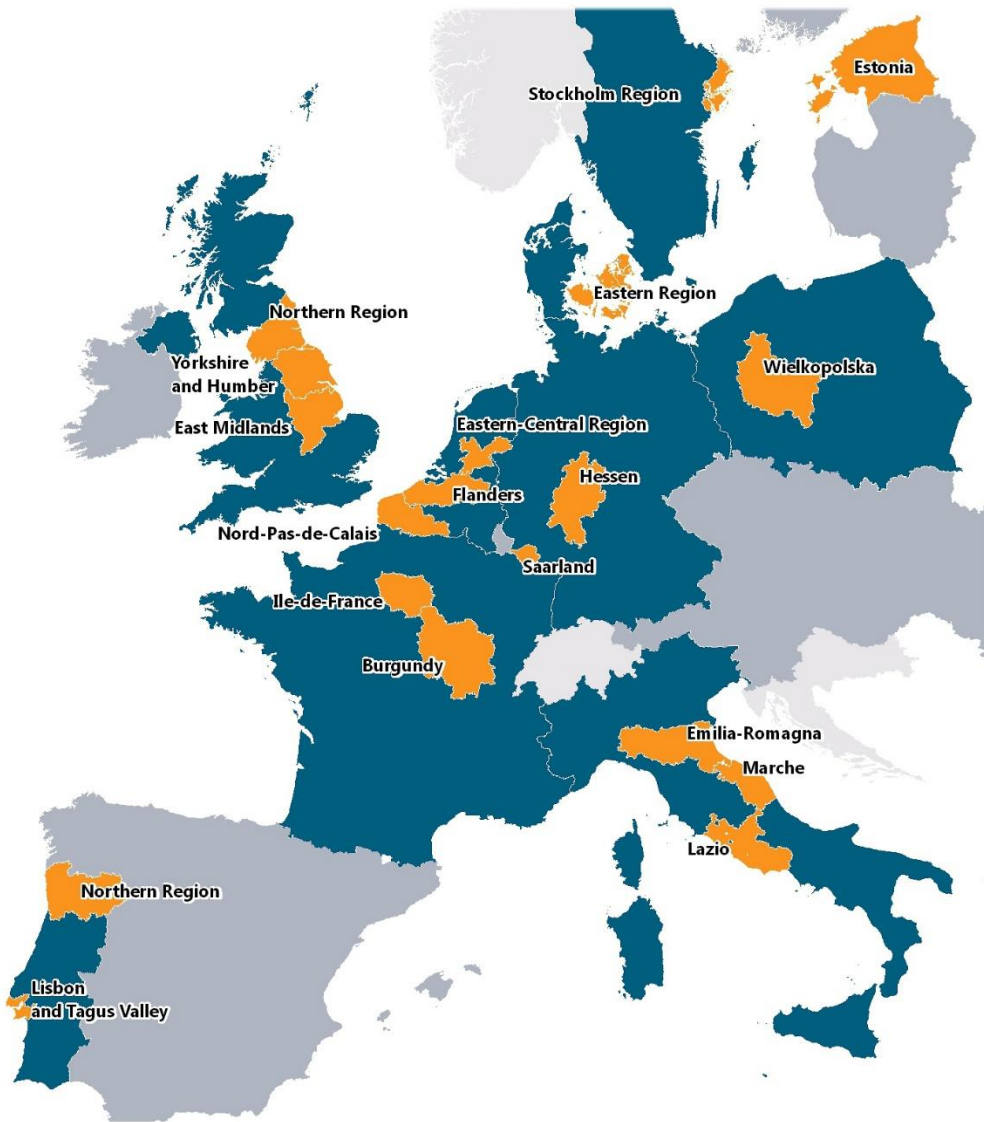 Estonia
Stockholm Region
Eastern Region
Northern Region
Yorkshire
and Humber
Wielkopolska
East Midlands
Eastern-Central Region
Hessen
Flanders
Nord-Pas-de-Calais
Saarland
Ile-de-France
Burgundy
Emilia-Romagna
Marche
Lazio
Northern Region
Lisbon
and Tagus Valley